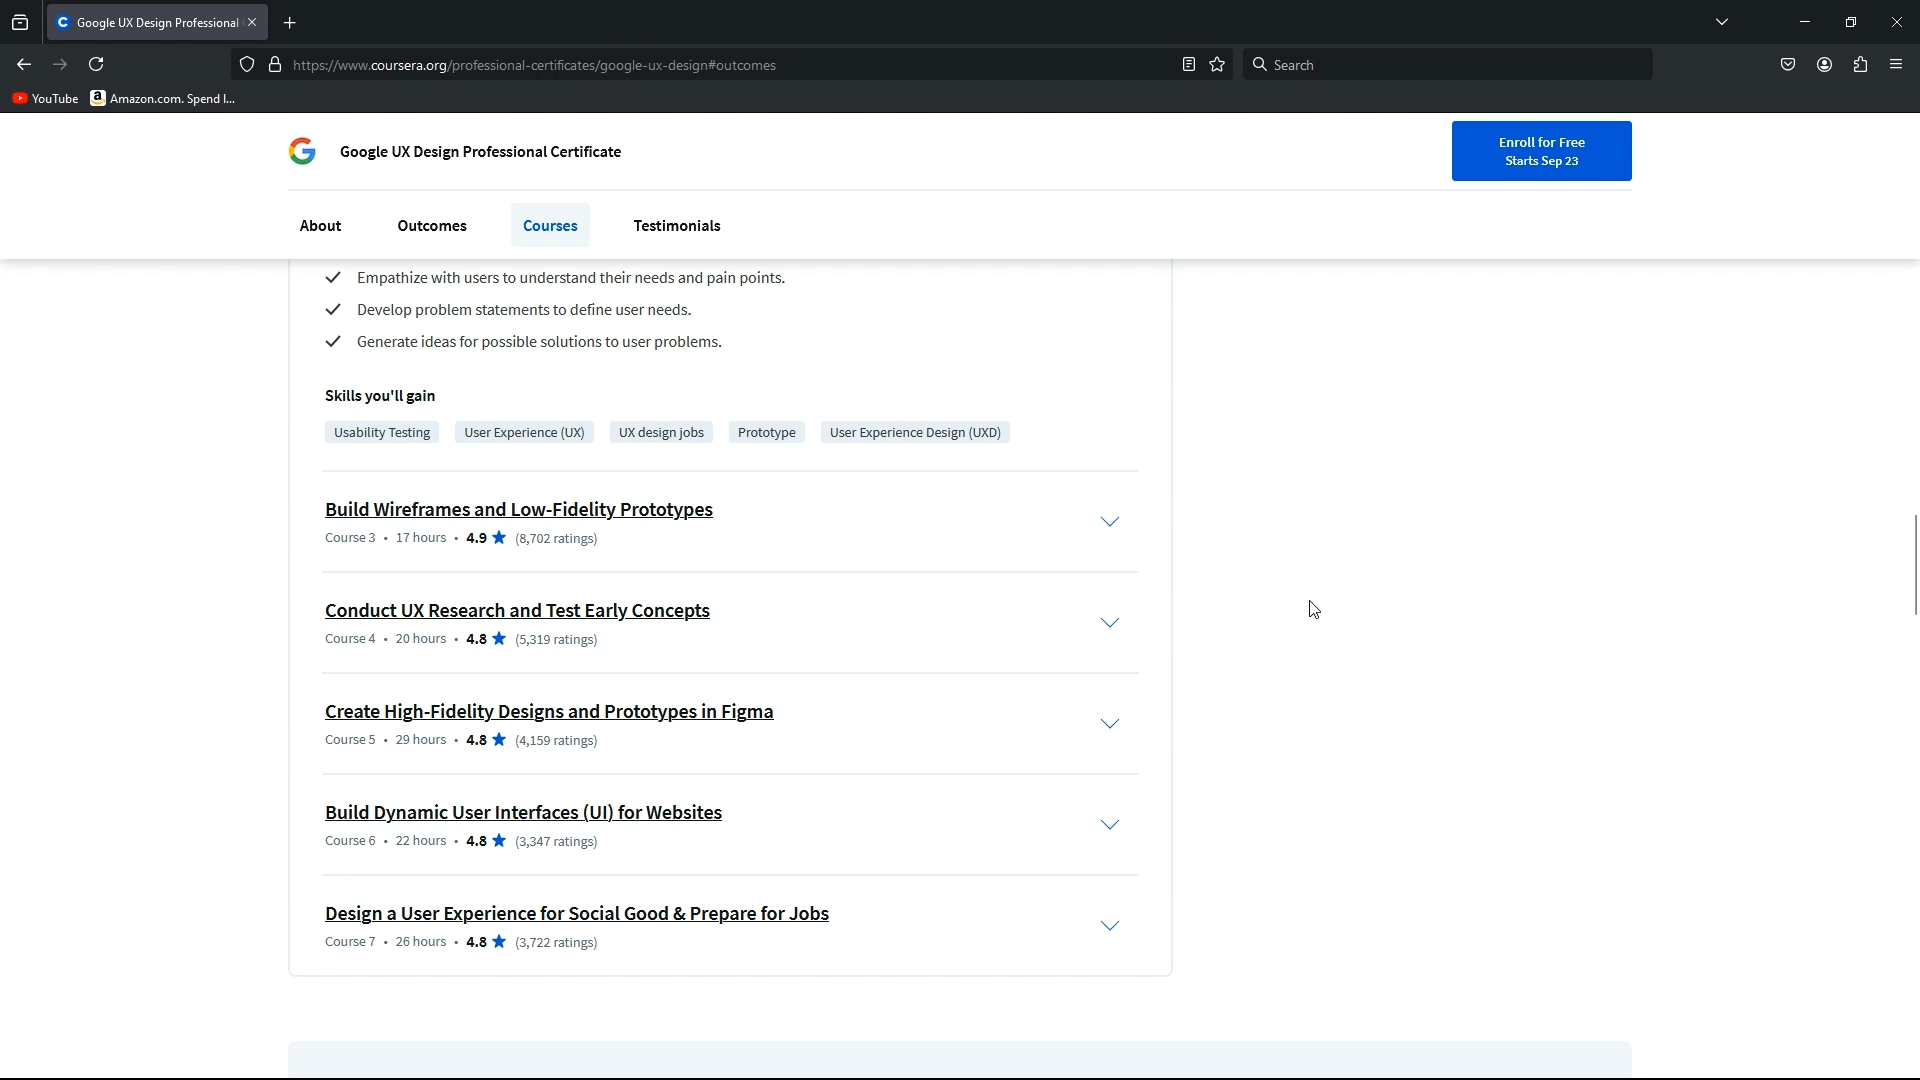 Google UX Design Professional
https://www.coursera.org/professional-certificates/google-ux-design#outcomes
Search
YouTube
Amazon.com. Spend l...
Google UX Design Professional Certificate
Enroll for Free
Starts Sep 23
About
Outcomes
Courses
Testimonials
Empathize with users to understand their needs and pain points.
Develop problem statements to define user needs.
Generate ideas for possible solutions to user problems.
Skills you'll gain
Usability Testing
User Experience (UX)
UX design jobs
Prototype
User Experience Design (UXD)
Build Wireframes and Low-Fidelity Prototypes
Course 3 • 17 hours • 4.9 ★ (8,702 ratings)
Conduct UX Research and Test Early Concepts
Course 4 • 20 hours • 4.8 ★ (5,319 ratings)
Create High-Fidelity Designs and Prototypes in Figma
Course 5 • 29 hours • 4.8 ★ (4,159 ratings)
Build Dynamic User Interfaces (UI) for Websites
Course 6 • 22 hours • 4.8 ★ (3,347 ratings)
Design a User Experience for Social Good & Prepare for Jobs
Course 7 • 26 hours • 4.8 ★ (3,722 ratings)